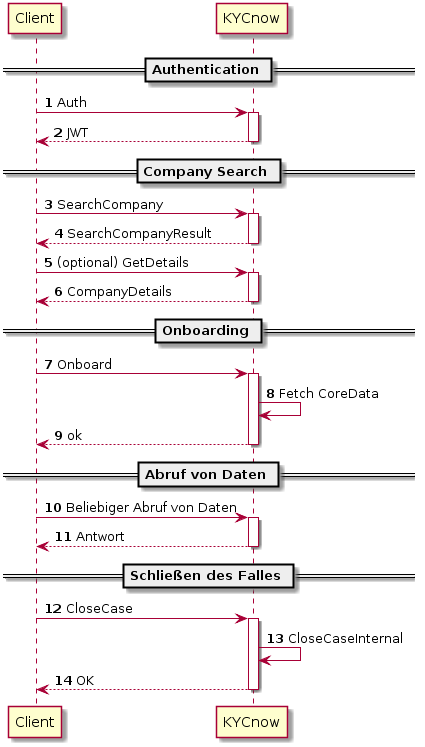 Client KYCnow
Authentication
1 Auth
2 JWT
Company Search
3 SearchCompany
4 SearchCompanyResult
5 (optional) GetDetails
6 CompanyDetails
Onboarding
7 Onboard
8 Fetch CoreData
9 ok
Abruf von Daten
10 Beliebiger Abruf von Daten
11 Antwort
Schließen des Falles
12 CloseCase
13 CloseCaseInternal
14 OK
Client KYCnow